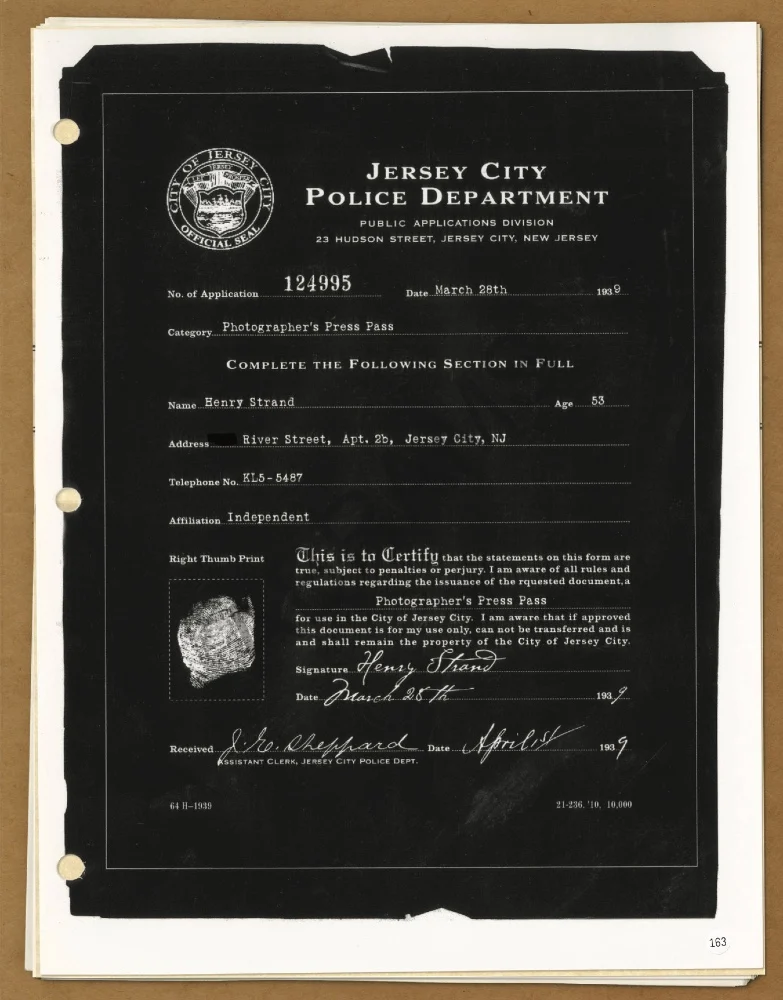 CITY OF JERSEY CITY
OFFICIAL SEAL
JERSEY CITY
POLICE DEPARTMENT
PUBLIC APPLICATIONS DIVISION
23 HUDSON STREET, JERSEY CITY, NEW JERSEY
No. of Application 124995 Date March 28th 1939
Category Photographer's Press Pass
COMPLETE THE FOLLOWING SECTION IN FULL
Name Henry Strand Age 53
Address River Street, Apt. 2b, Jersey City, NJ
Telephone No. KL5-5487
Affiliation Independent
Right Thumb Print
This is to Certify that the statements on this form are
true, subject to penalties or perjury. I am aware of all rules and
regulations regarding the issuance of the rquested document, a
Photographer's Press Pass
for use in the City of Jersey City. I am aware that if approved
this document is for my use only, can not be transferred and is
and shall remain the property of the City of Jersey City.
Signature Henry Strand
Date March 28th 1939
Received J. W. Sheppard Date April 1st 1939
ASSISTANT CLERK, JERSEY CITY POLICE DEPT.
64 H–1939 21-236. '10, 10,000
163